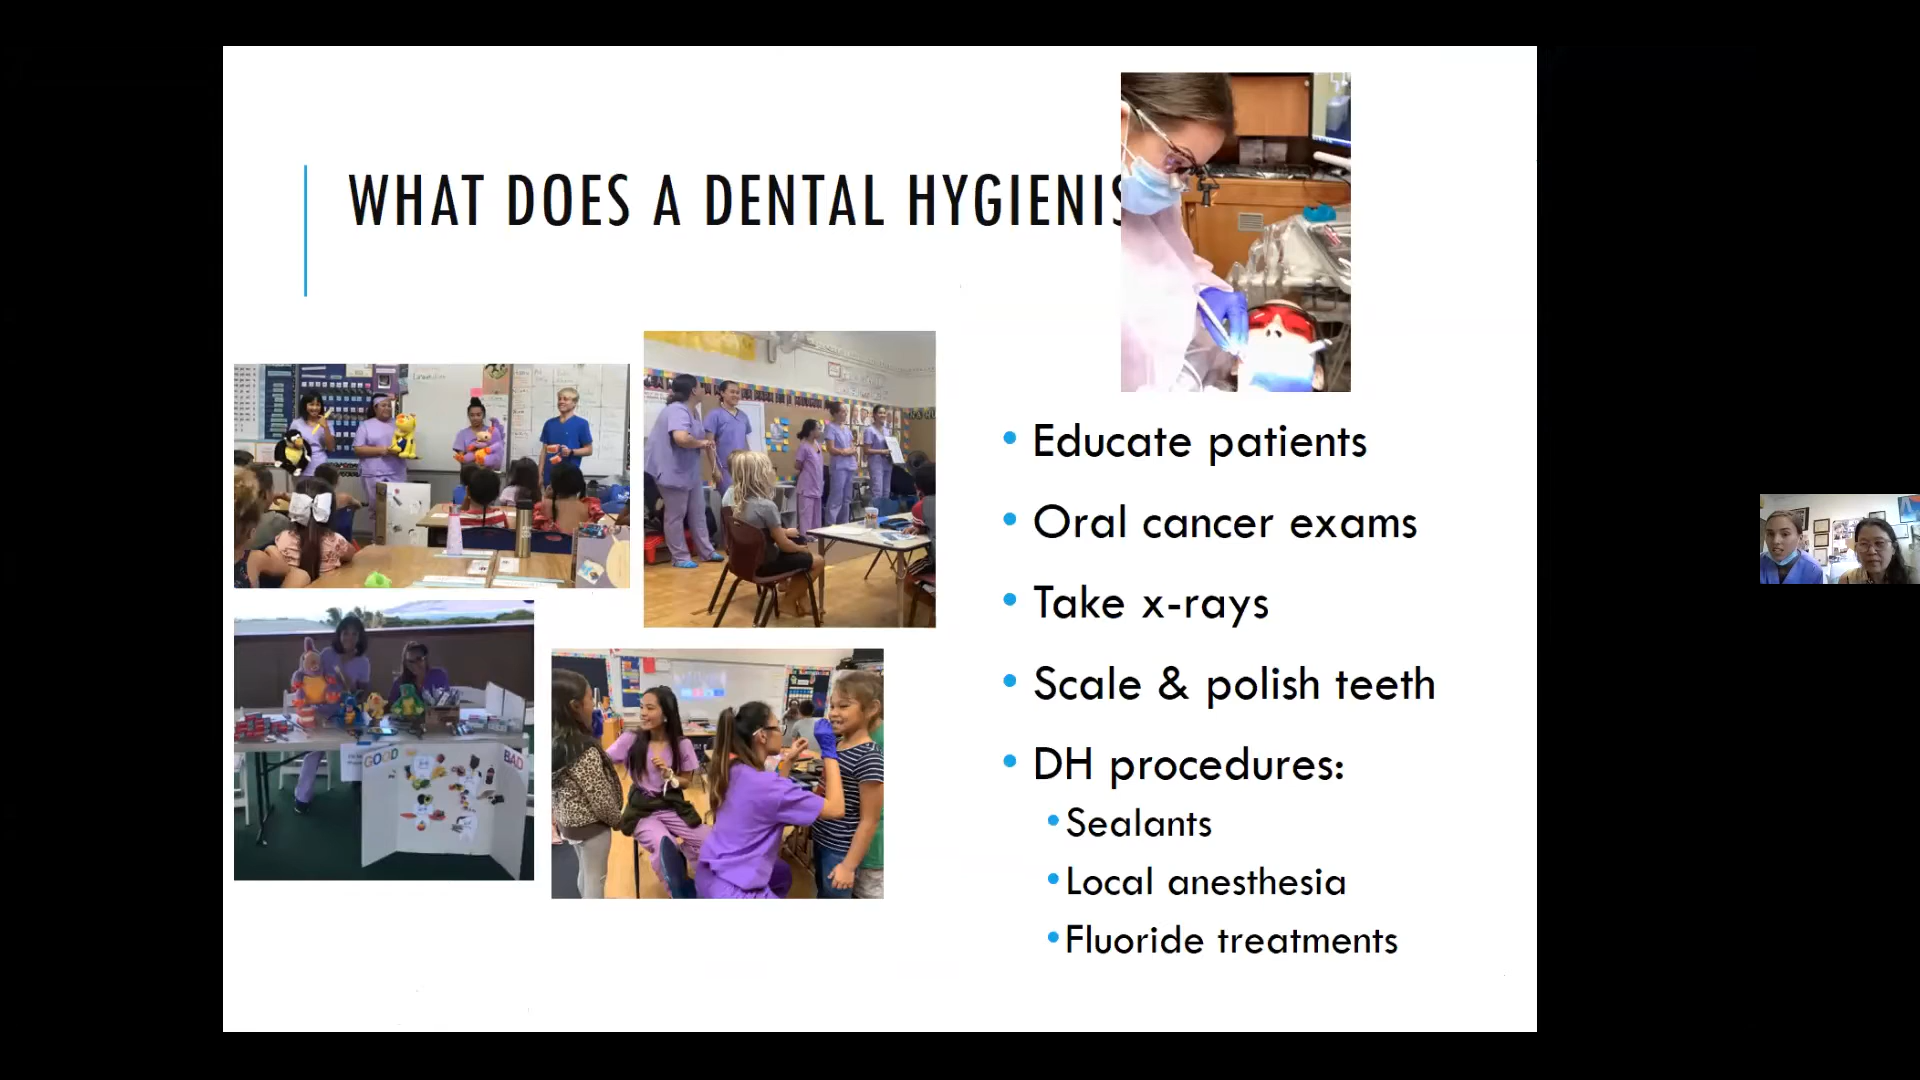 WHAT DOES A DENTAL HYGIENIS
• Educate patients
• Oral cancer exams
• Take x-rays
• Scale & polish teeth
• DH procedures:
• Sealants
• Local anesthesia
• Fluoride treatments
GOOD
BAD